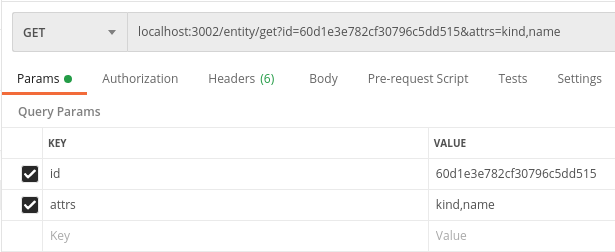 GET localhost:3002/entity/get?id=60d1e3e782cf30796c5dd515&attrs=kind,name
Params Authorization Headers (6) Body Pre-request Script Tests Settings
Query Params
KEY VALUE
id 60d1e3e782cf30796c5dd515
attrs kind,name
Key Value